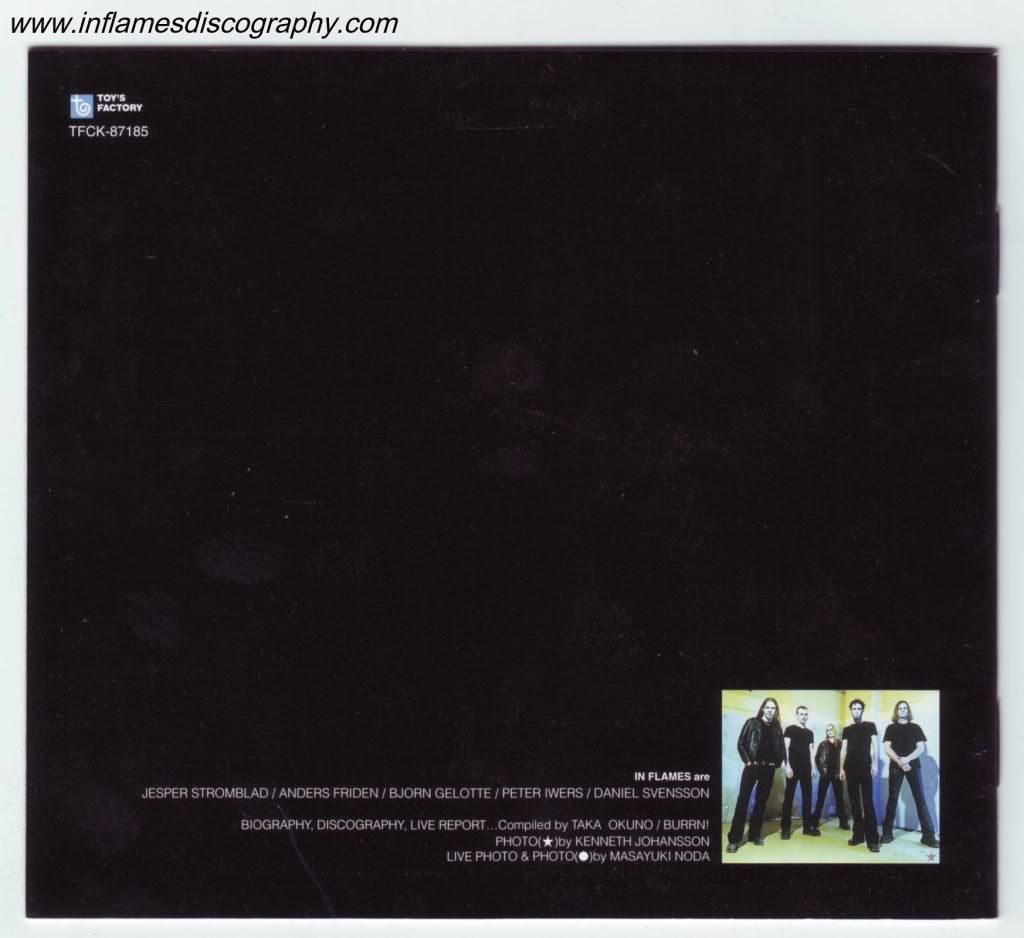 www.inflamesdiscography.com
TOY'S
FACTORY
TFCK-87185
IN FLAMES are
JESPER STROMBLAD / ANDERS FRIDEN / BJORN GELOTTE / PETER IWERS / DANIEL SVENSSON
BIOGRAPHY, DISCOGRAPHY, LIVE REPORT...Compiled by TAKA OKUNO / BURRN!
PHOTO(★)by KENNETH JOHANSSON
LIVE PHOTO & PHOTO(●)by MASAYUKI NODA